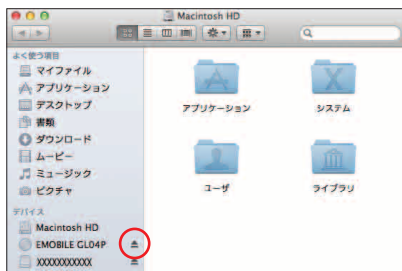 Macintosh HD
よく使う項目
マイファイル
アプリケーション
デスクトップ
書類
ダウンロード
ムービー
ミュージック
ピクチャ
デバイス
Macintosh HD
EMOBILE GL04P
XXXXXXXXXXX
アプリケーション
システム
ユーザ
ライブラリ